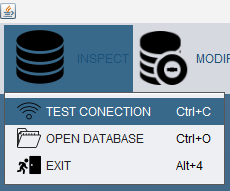 INSPECT
MODIF
TEST CONECTION Ctrl+C
OPEN DATABASE Ctrl+O
EXIT Alt+4